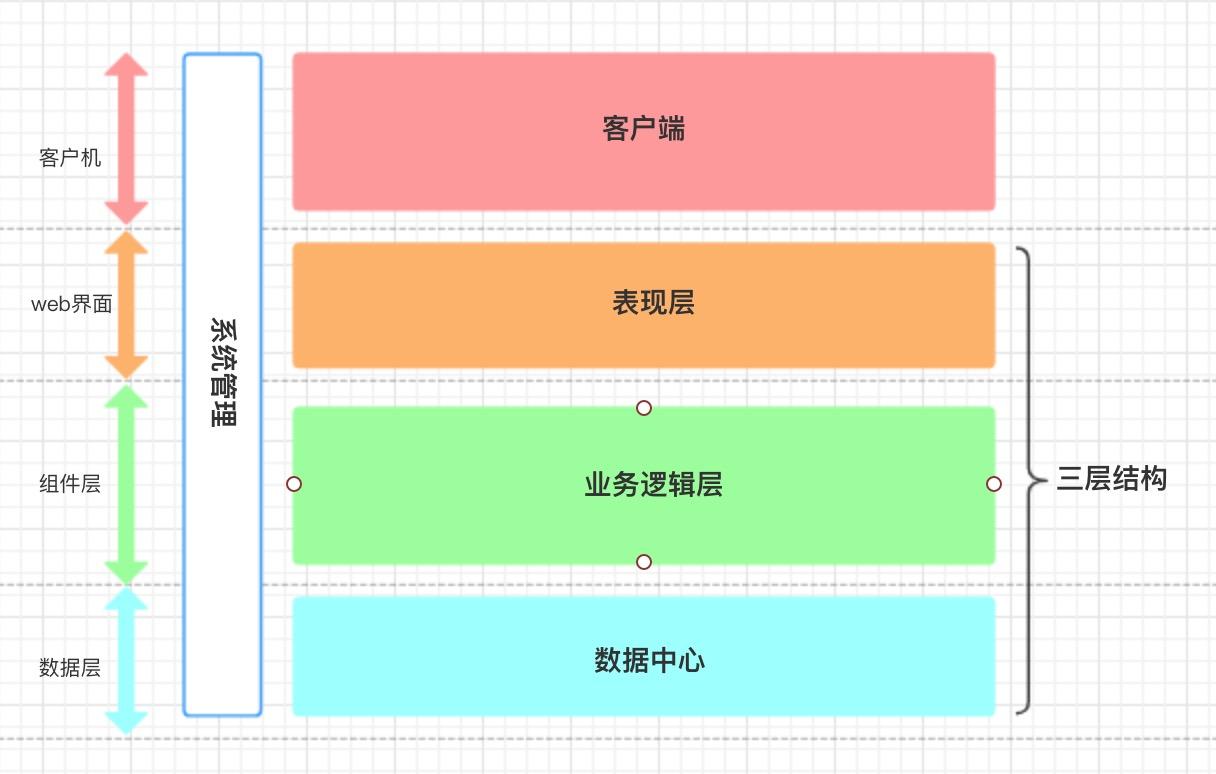 客户端
客户机
表现层
web界面
系统管理
业务逻辑层
三层结构
组件层
数据中心
数据层